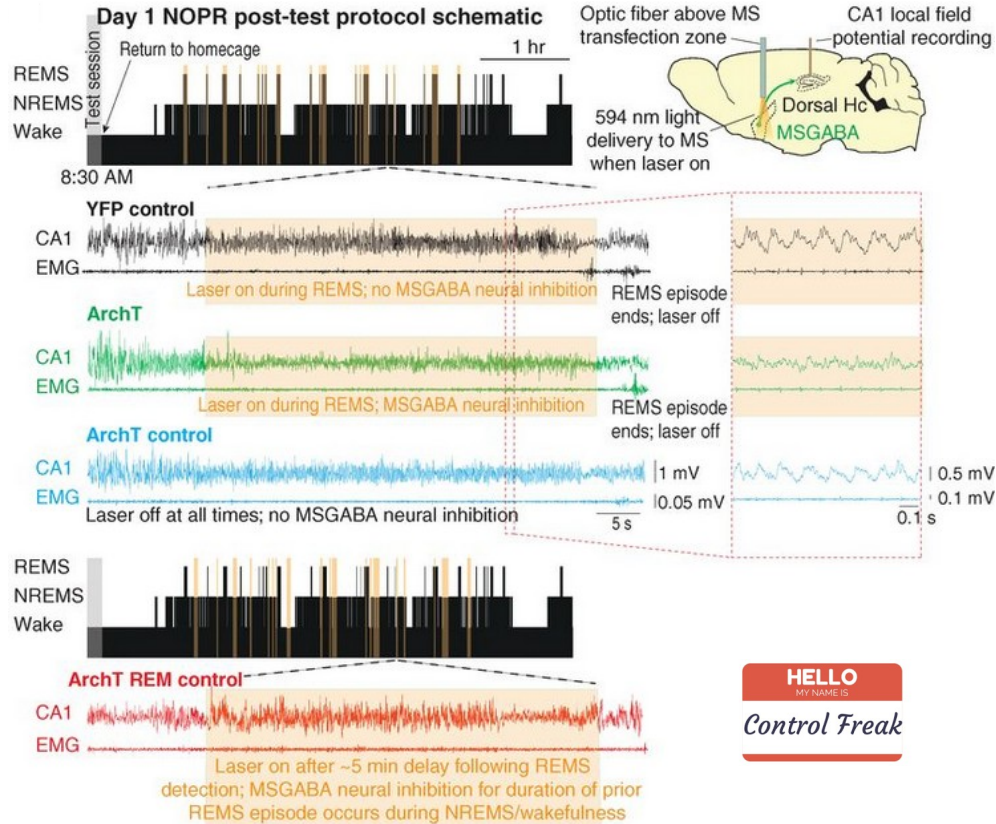 Day 1 NOPR post-test protocol schematic
Test session
Return to homecage
1 hr
REMS
NREMS
Wake
8:30 AM
Optic fiber above MS
transfection zone
CA1 local field
potential recording
594 nm light
delivery to MS
when laser on
Dorsal Hc
MSGABA
YFP control
CA1
EMG
Laser on during REMS; no MSGABA neural inhibition
REMS episode
ends; laser off
ArchT
CA1
EMG
Laser on during REMS; MSGABA neural inhibition
REMS episode
ends; laser off
ArchT control
CA1
EMG
1 mV
0.05 mV
5 s
0.5 mV
0.1 mV
0.1 s
Laser off at all times; no MSGABA neural inhibition
REMS
NREMS
Wake
ArchT REM control
CA1
EMG
Laser on after ~5 min delay following REMS
detection; MSGABA neural inhibition for duration of prior
REMS episode occurs during NREMS/wakefulness
HELLO
MY NAME IS
Control Freak